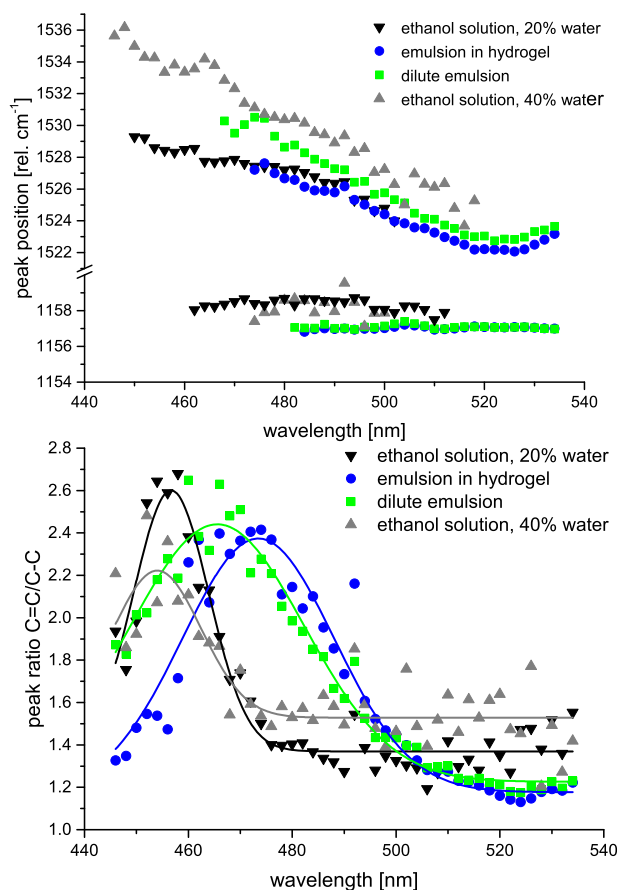 1536
1534
1532
1530
1528
1526
1524
1522
1160
1157
1154
peak position [rel. cm⁻¹]
ethanol solution, 20% water
emulsion in hydrogel
dilute emulsion
ethanol solution, 40% water
440 460 480 500 520 540
wavelength [nm]
2.8
2.6
2.4
2.2
2.0
1.8
1.6
1.4
1.2
1.0
peak ratio C=C/C-C
ethanol solution, 20% water
emulsion in hydrogel
dilute emulsion
ethanol solution, 40% water
440 460 480 500 520 540
wavelength [nm]